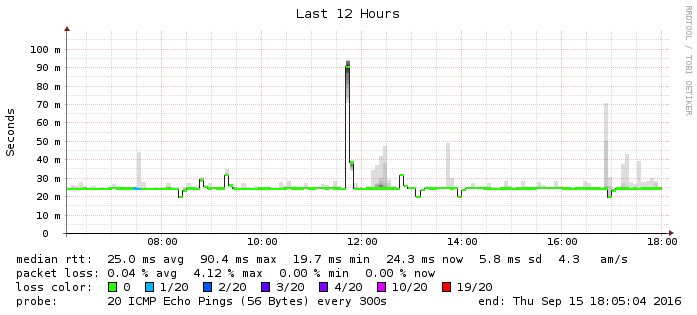 Last 12 Hours
RRDTOOL / TOBI OETIKER
Seconds
100 m
90 m
80 m
70 m
60 m
50 m
40 m
30 m
20 m
10 m
0
08:00 10:00 12:00 14:00 16:00 18:00
median rtt: 25.0 ms avg 90.4 ms max 19.7 ms min 24.3 ms now 5.8 ms sd 4.3 am/s
packet loss: 0.04 % avg 4.12 % max 0.00 % min 0.00 % now
loss color: 0 1/20 2/20 3/20 4/20 10/20 19/20
probe: 20 ICMP Echo Pings (56 Bytes) every 300s end: Thu Sep 15 18:05:04 2016